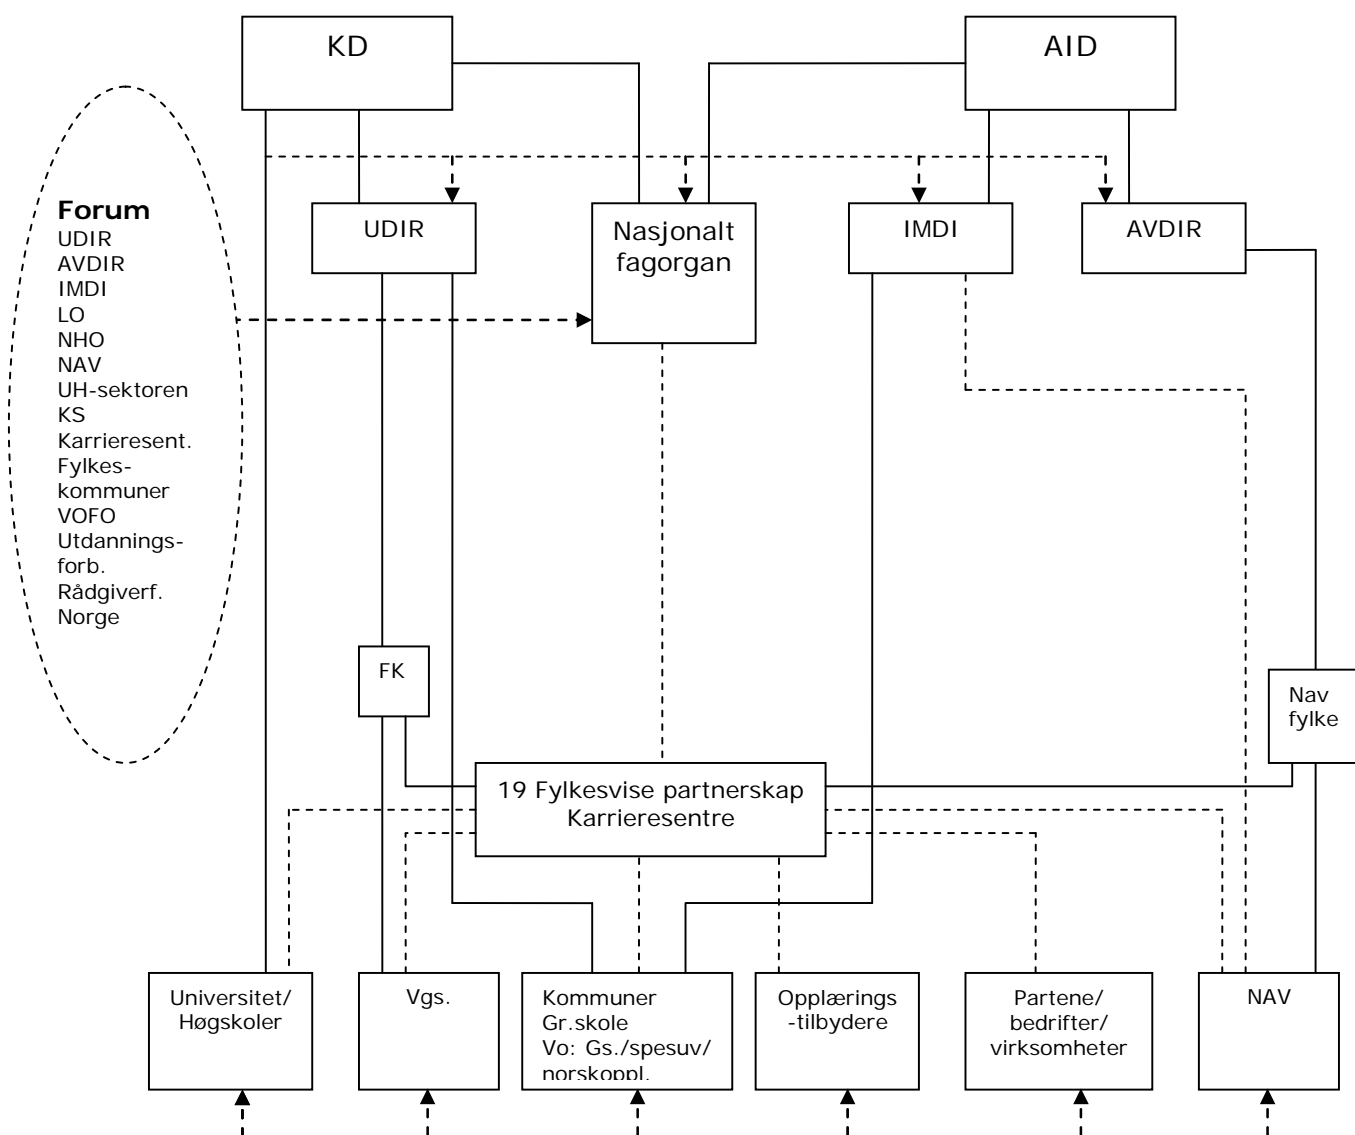 KD
AID
Forum
UDIR
AVDIR
IMDI
LO
NHO
NAV
UH-sektoren
KS
Karrieresent.
Fylkes-
kommuner
VOFO
Utdannings-
forb.
Rådgiverf.
Norge
UDIR
Nasjonalt
fagorgan
IMDI
AVDIR
FK
Nav
fylke
19 Fylkesvise partnerskap
Karrieresentre
Universitet/
Høgskoler
Vgs.
Kommuner
Gr.skole
Vo: Gs./spesuv/
norskoppl.
Opplærings
-tilbydere
Partene/
bedrifter/
virksomheter
NAV